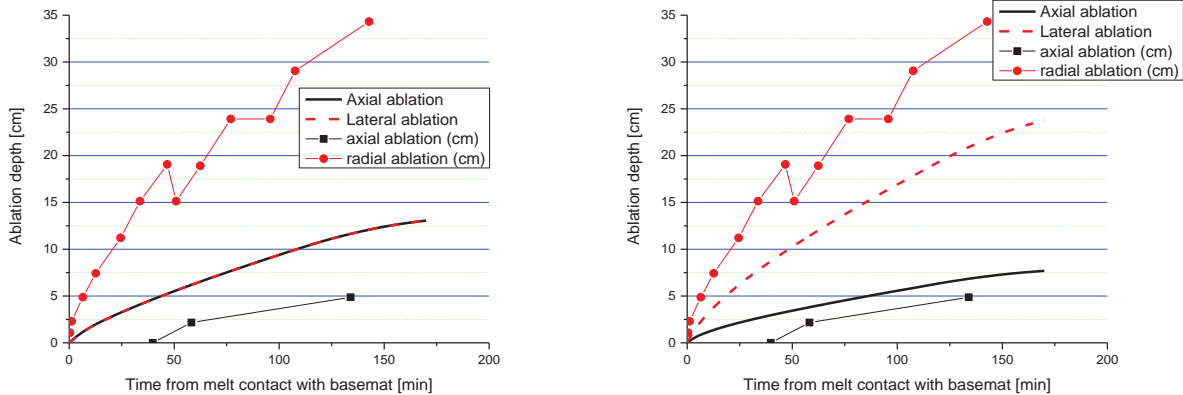 35
30
25
20
15
10
5
0
Ablation depth [cm]
Axial ablation
Lateral ablation
axial ablation (cm)
radial ablation (cm)
0 50 100 150 200
Time from melt contact with basemat [min]
35
30
25
20
15
10
5
0
Ablation depth [cm]
Axial ablation
Lateral ablation
axial ablation (cm)
radial ablation (cm)
0 50 100 150 200
Time from melt contact with basemat [min]